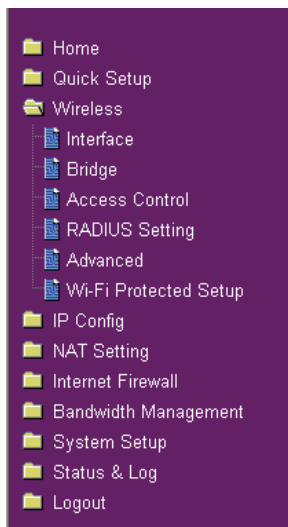 Home
Quick Setup
Wireless
Interface
Bridge
Access Control
RADIUS Setting
Advanced
Wi-Fi Protected Setup
IP Config
NAT Setting
Internet Firewall
Bandwidth Management
System Setup
Status & Log
Logout